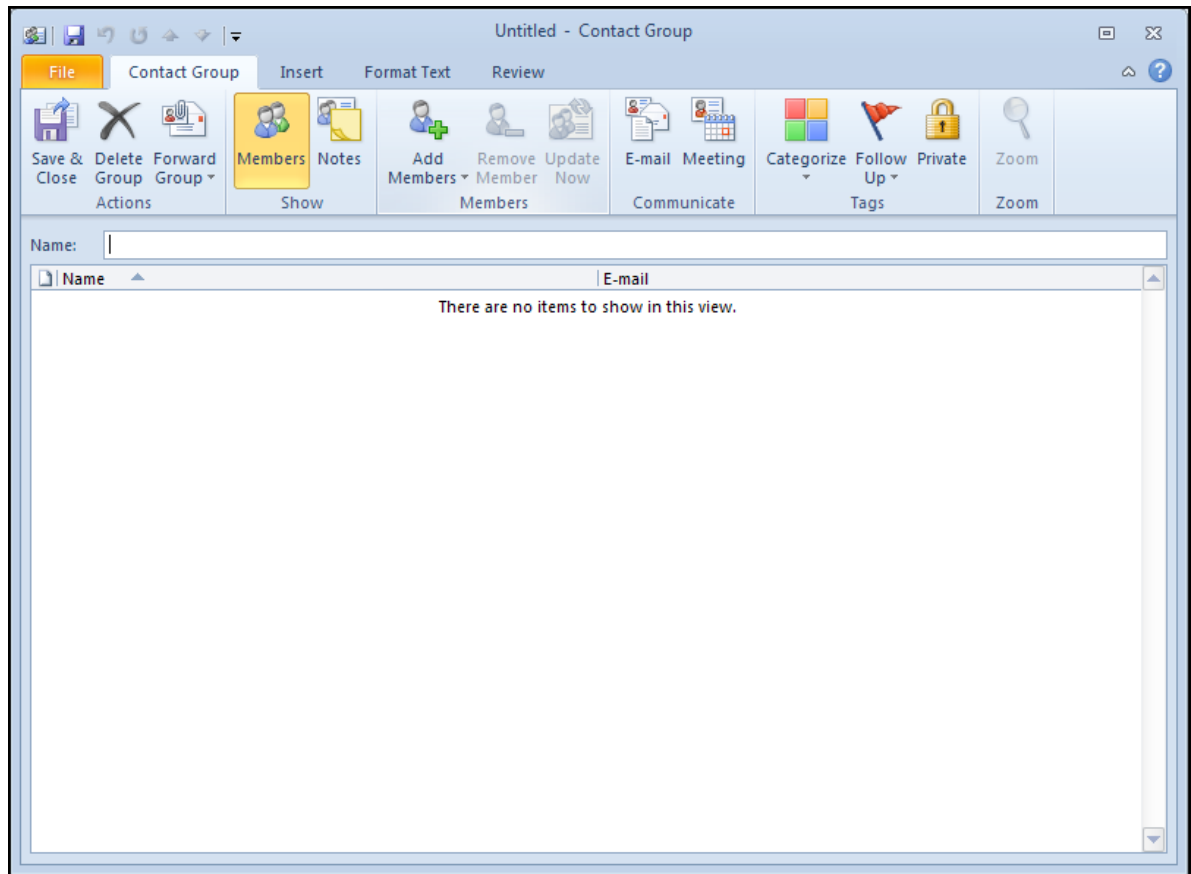 Untitled - Contact Group
File Contact Group Insert Format Text Review
Save & Close Delete Group Forward Group Members Notes Add Members Remove Member Update Now E-mail Meeting Categorize Follow Up Private Zoom
Actions Show Members Communicate Tags Zoom
Name:
Name E-mail
There are no items to show in this view.